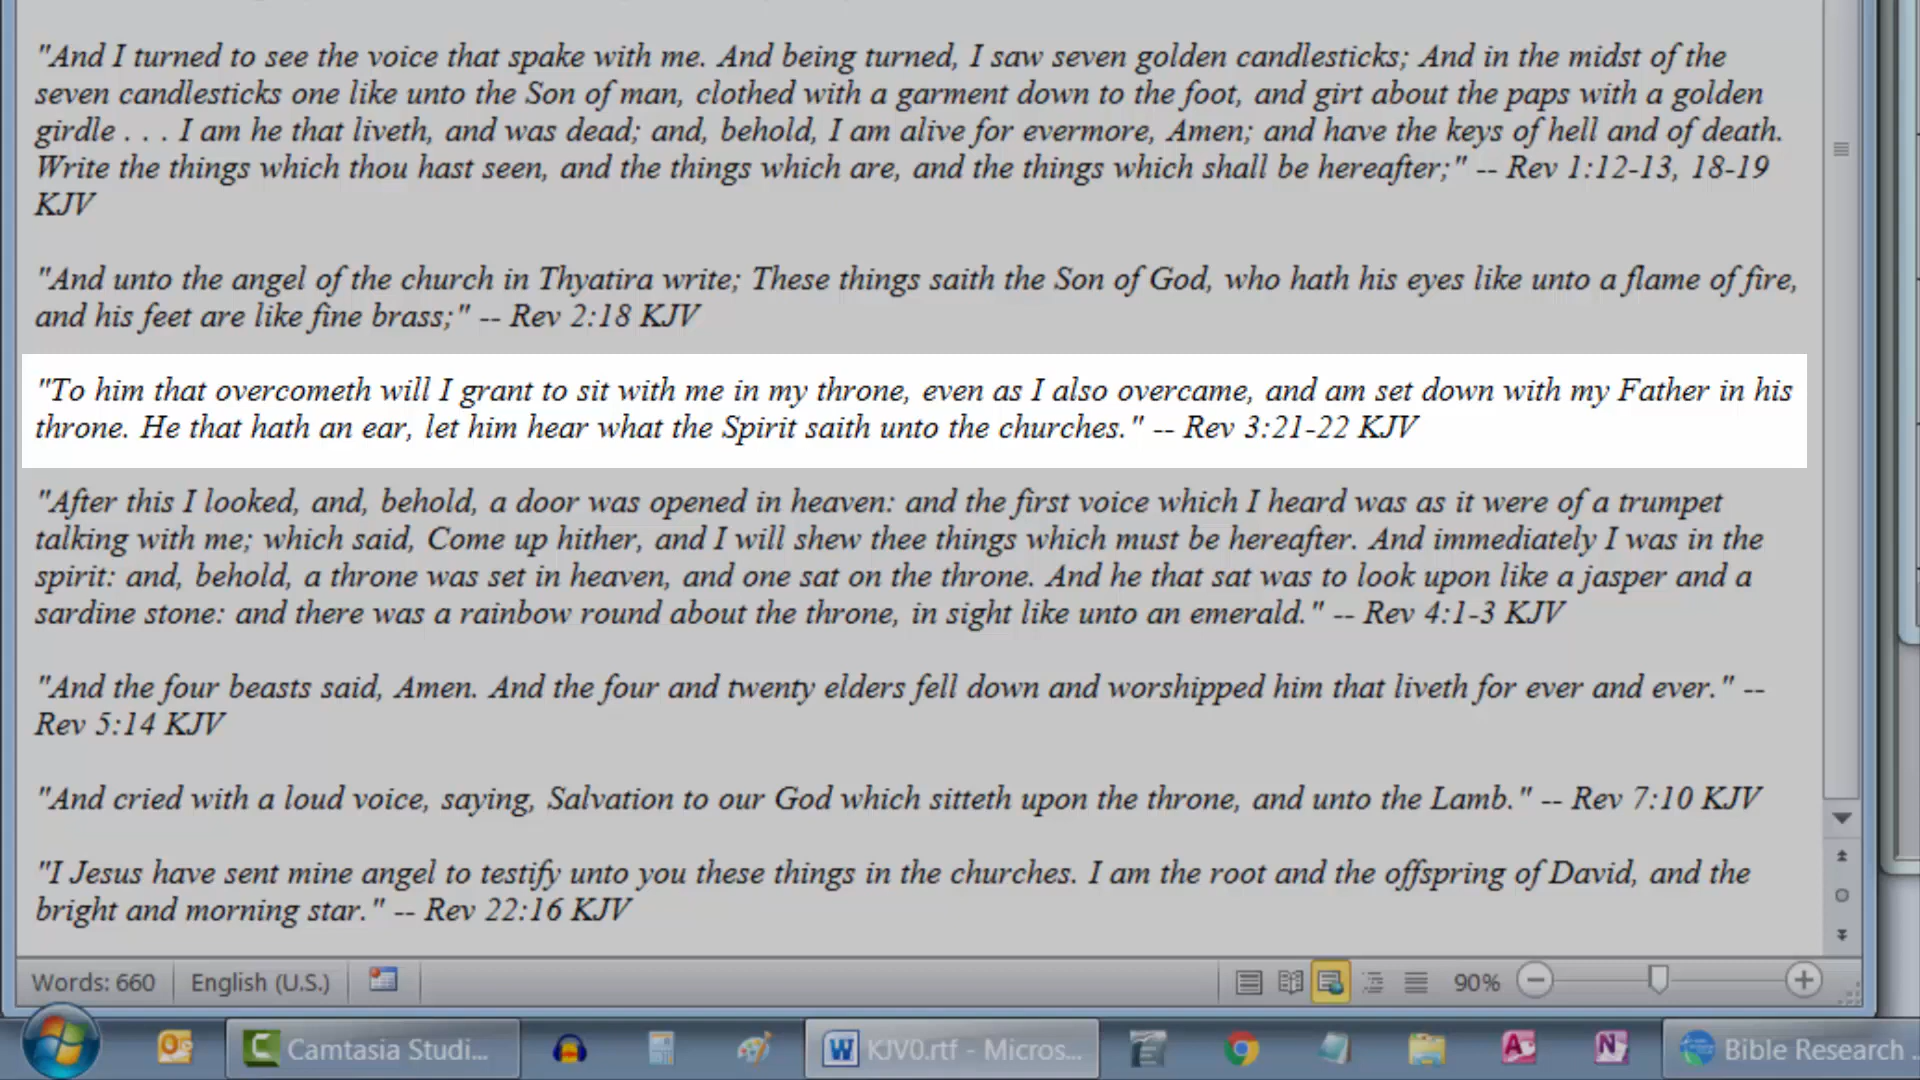 "And I turned to see the voice that spake with me. And being turned, I saw seven golden candlesticks; And in the midst of the
seven candlesticks one like unto the Son of man, clothed with a garment down to the foot, and girt about the paps with a golden
girdle . . . I am he that liveth, and was dead; and, behold, I am alive for evermore, Amen; and have the keys of hell and of death.
Write the things which thou hast seen, and the things which are, and the things which shall be hereafter;" -- Rev 1:12-13, 18-19
KJV
"And unto the angel of the church in Thyatira write; These things saith the Son of God, who hath his eyes like unto a flame of fire,
and his feet are like fine brass;" -- Rev 2:18 KJV
"To him that overcometh will I grant to sit with me in my throne, even as I also overcame, and am set down with my Father in his
throne. He that hath an ear, let him hear what the Spirit saith unto the churches." -- Rev 3:21-22 KJV
"After this I looked, and, behold, a door was opened in heaven: and the first voice which I heard was as it were of a trumpet
talking with me; which said, Come up hither, and I will shew thee things which must be hereafter. And immediately I was in the
spirit: and, behold, a throne was set in heaven, and one sat on the throne. And he that sat was to look upon like a jasper and a
sardine stone: and there was a rainbow round about the throne, in sight like unto an emerald." -- Rev 4:1-3 KJV
"And the four beasts said, Amen. And the four and twenty elders fell down and worshipped him that liveth for ever and ever." --
Rev 5:14 KJV
"And cried with a loud voice, saying, Salvation to our God which sitteth upon the throne, and unto the Lamb." -- Rev 7:10 KJV
"I Jesus have sent mine angel to testify unto you these things in the churches. I am the root and the offspring of David, and the
bright and morning star." -- Rev 22:16 KJV
Words: 660 English (U.S.) 90%
Camtasia Studi... KJV0.rtf - Micros... Bible Research ...